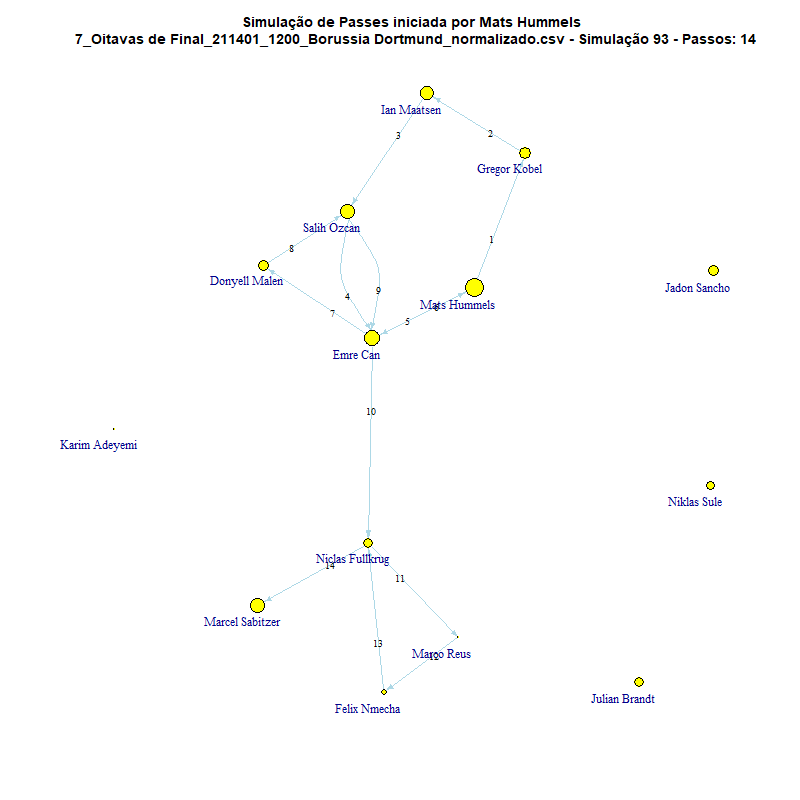 Simulação de Passes iniciada por Mats Hummels
7_Oitavas de Final_211401_1200_Borussia Dortmund_normalizado.csv - Simulação 93 - Passos: 14
Ian Maatsen
2
3
Gregor Kobel
Salih Ozcan
1
8
Donyell Malen
Jadon Sancho
4
9
Mats Hummels
6
7
5
Emre Can
10
Karim Adeyemi
Niklas Sule
Niclas Fullkrug
14
11
Marcel Sabitzer
13
Marco Reus
12
Julian Brandt
Felix Nmecha